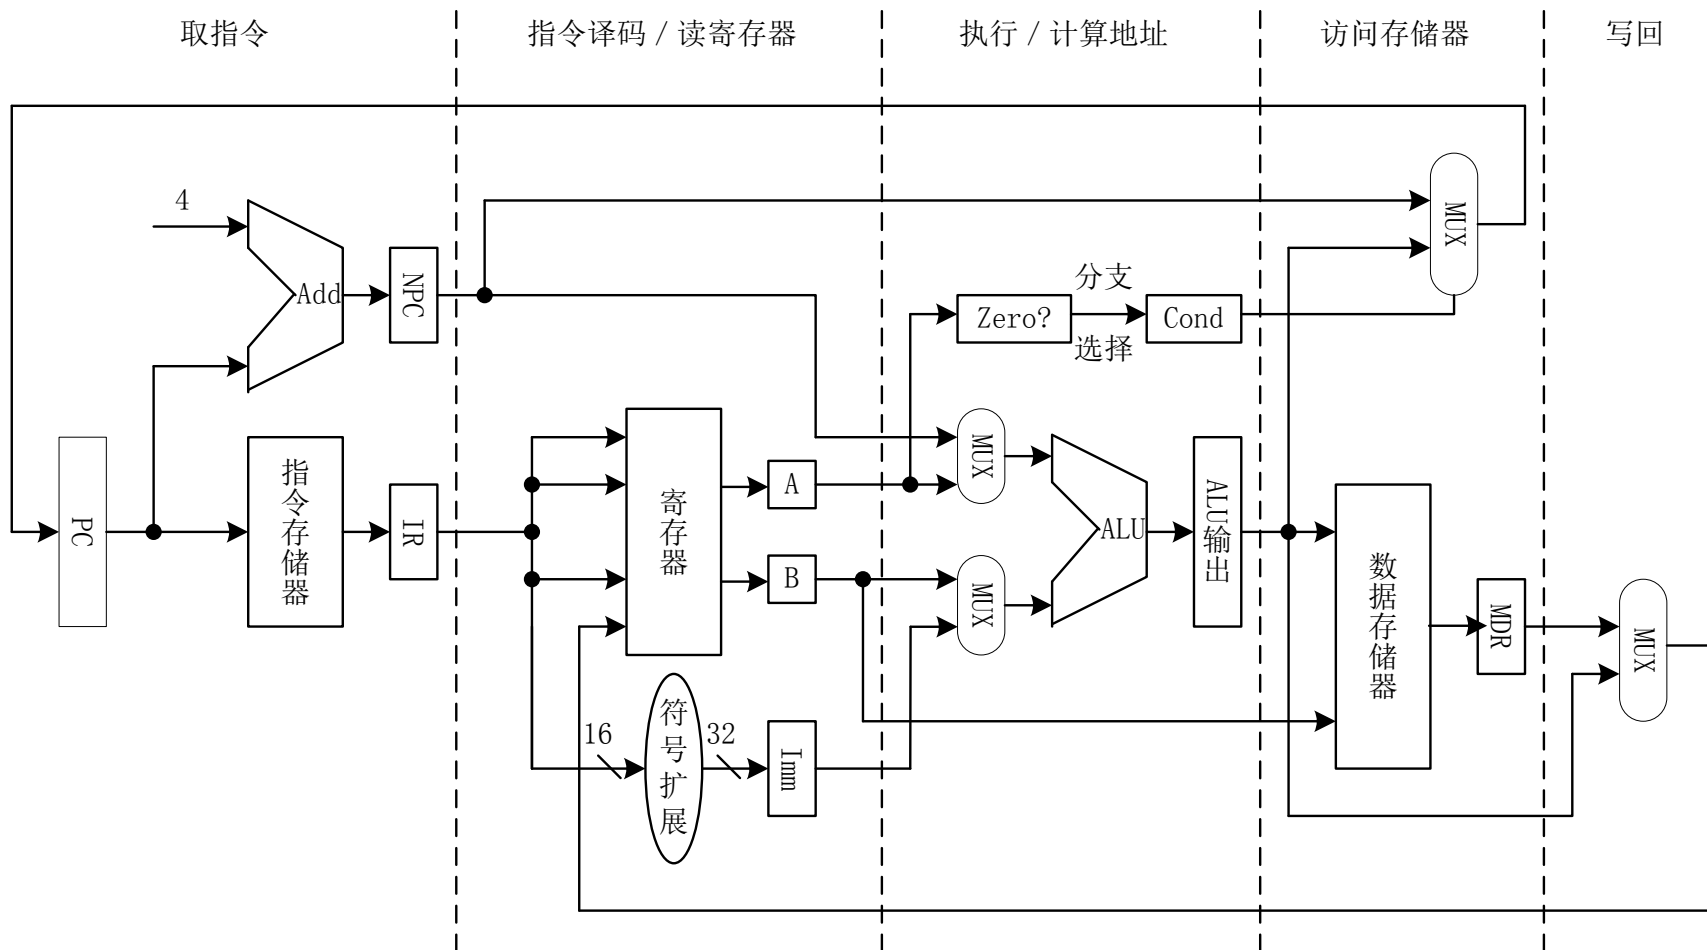 取指令
指令译码 / 读寄存器
执行 / 计算地址
访问存储器
写回
4
Add
NPC
MUX
分支
选择
Zero?
Cond
PC
指令存储器
IR
寄存器
A
B
MUX
MUX
ALU
ALU输出
数据存储器
MDR
MUX
16
符号扩展
32
Imm